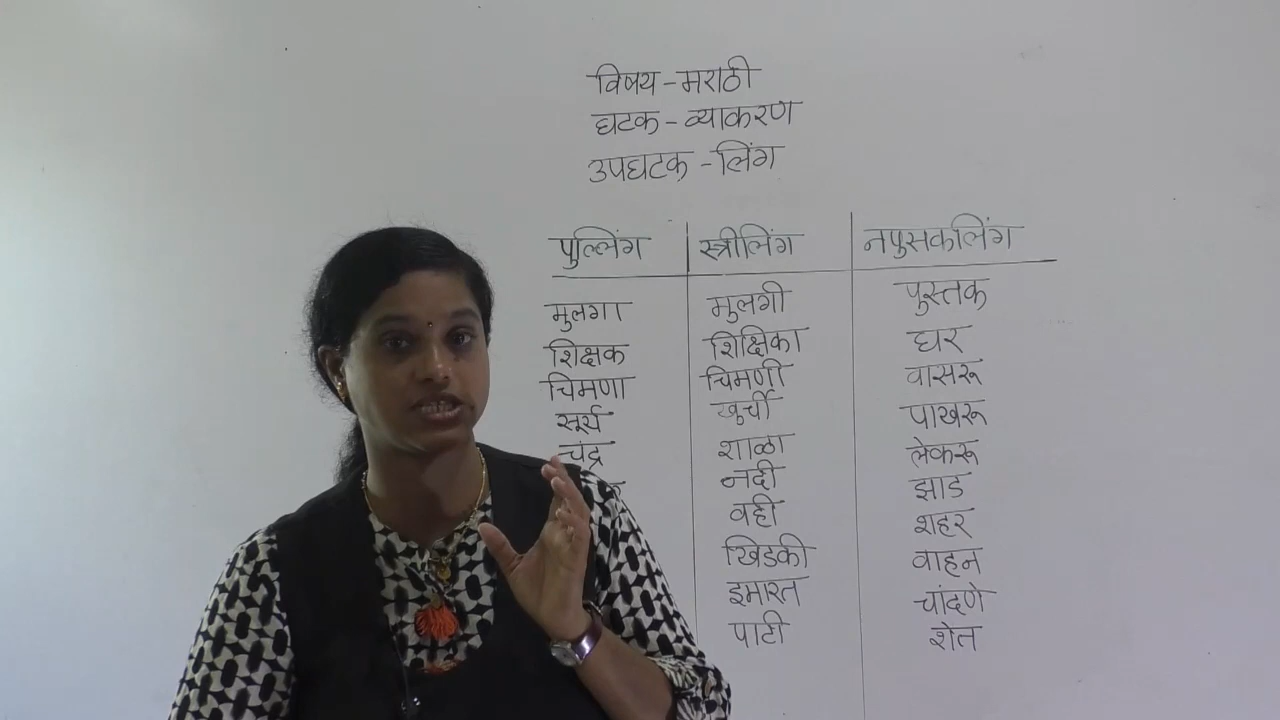 विषय - मराठी
घटक - व्याकरण
उपघटक - लिंग
पुल्लिंग स्त्रीलिंग नपुसकलिंग
मुलगा मुलगी पुस्तक
शिक्षक शिक्षिका घर
चिमणा चिमणी वासरू
सूर्य खुर्ची पाखरू
चंद्र शाळा लेकरू
नदी झाड
वही शहर
खिडकी वाहन
इमारत चांदणे
पाटी शेत